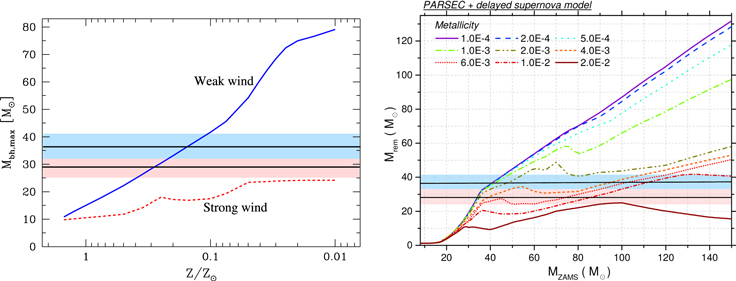 PARSEC + delayed supernova model
80
70
60
50
40
30
20
10
0
M_bh,max [M_⊙]
Weak wind
Strong wind
1
0.1
0.01
Z/Z_⊙
Metallicity
1.0E-4 2.0E-4 5.0E-4
1.0E-3 2.0E-3 4.0E-3
6.0E-3 1.0E-2 2.0E-2
120
100
80
60
40
20
0
M_rem ( M_⊙ )
20 40 60 80 100 120 140
M_ZAMS ( M_⊙ )